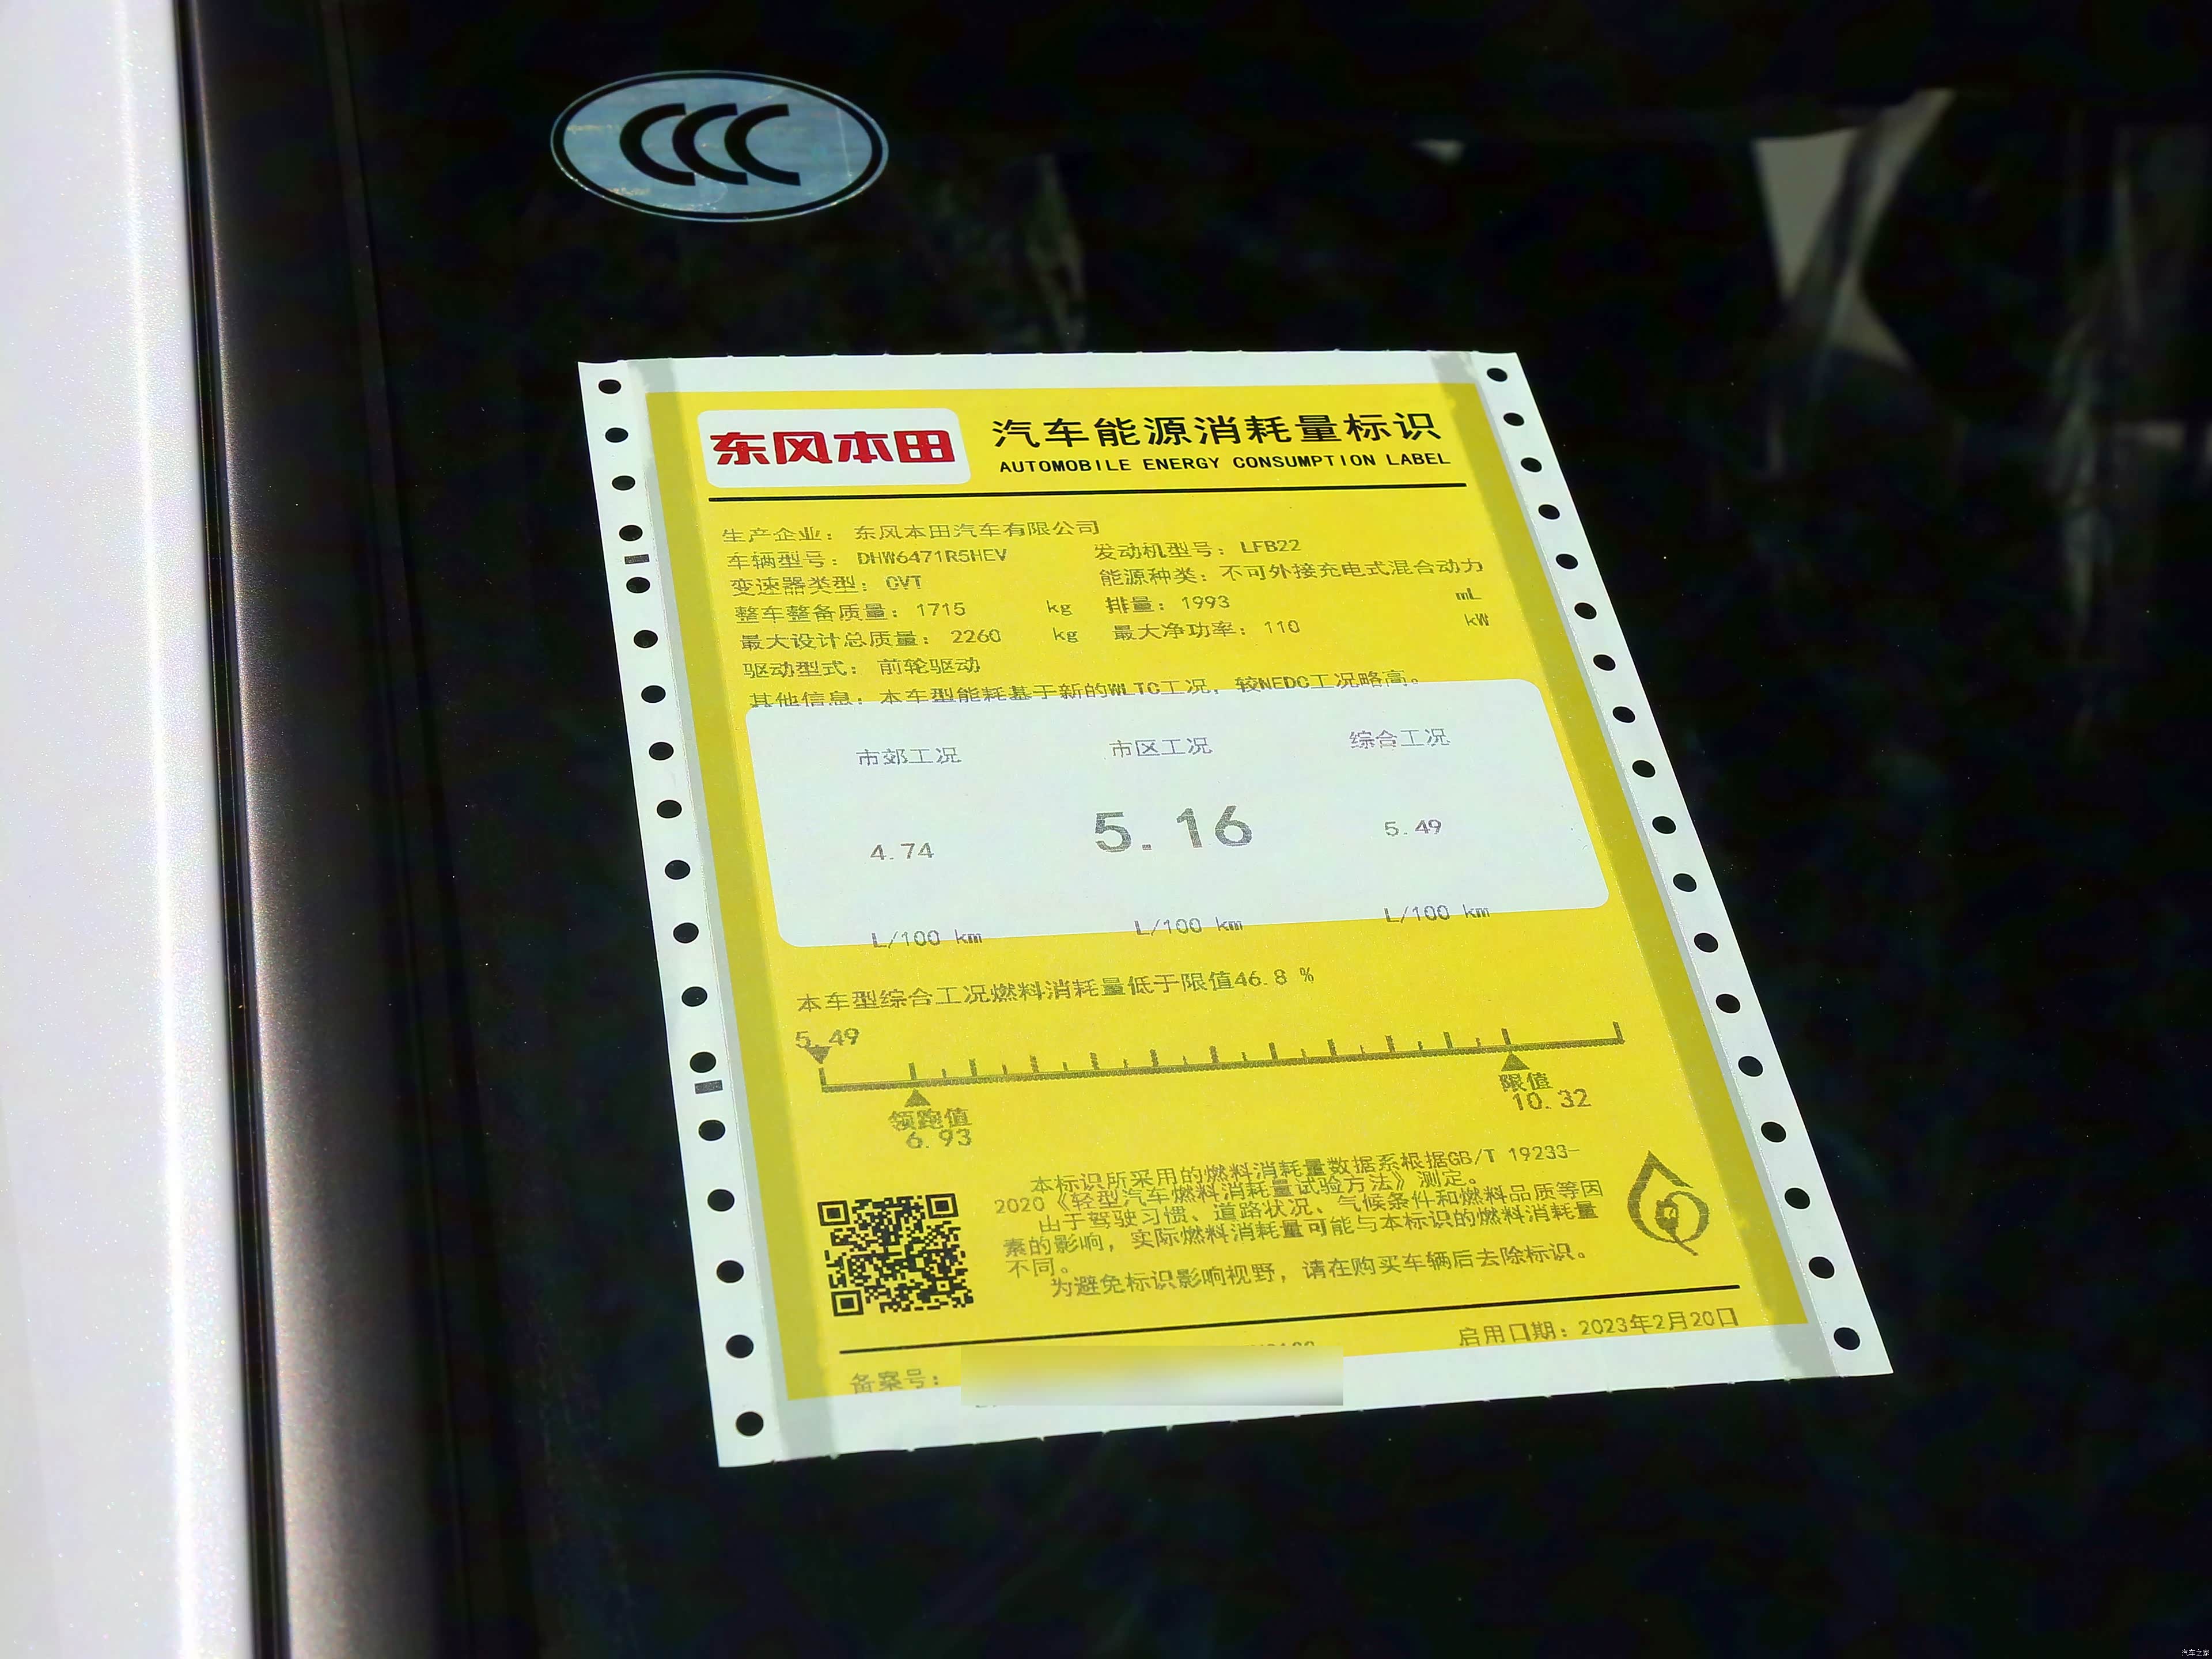 CCC
东风本田
汽车能源消耗量标识
AUTOMOBILE ENERGY CONSUMPTION LABEL
生产企业: 东风本田汽车有限公司
车辆型号: DHW6471R5HEV 发动机型号: LFB22
变速器类型: CVT 能源种类: 不可外接充电式混合动力
整车整备质量: 1715 kg 排量: 1993 mL
最大设计总质量: 2260 kg 最大净功率: 110 kW
驱动型式: 前轮驱动
其他信息: 本车型能耗基于新的WLTC工况, 较NEDC工况略高。
市郊工况 市区工况 综合工况
4.74 5.16 5.49
L/100 km L/100 km L/100 km
本车型综合工况燃料消耗量低于限值46.8 %
5.49
领跑值
6.93
限值
10.32
本标识所采用的燃料消耗量数据系根据GB/T 19233-
2020《轻型汽车燃料消耗量试验方法》测定。
由于驾驶习惯、道路状况、气候条件和燃料品质等因
素的影响, 实际燃料消耗量可能与本标识的燃料消耗量
不同。
为避免标识影响视野, 请在购买车辆后去除标识。
备案号: 启用日期: 2023年2月20日
汽车之家